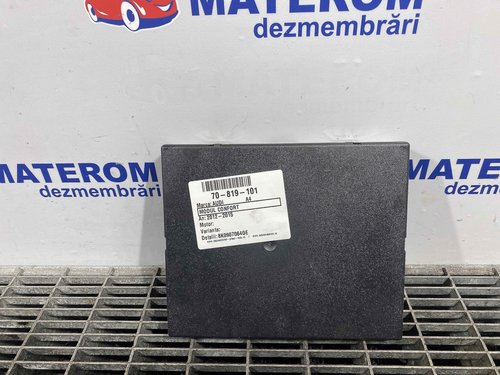 MATEROM
dezmembrări
MATEROM
dezmembrări
MATEROM
dezmembrări
70-819-101
Marca: AUDI A4
MODUL CONFORT
An: 2012-2015
Motor:
Varianta:
Detalii: 8K0907064GE